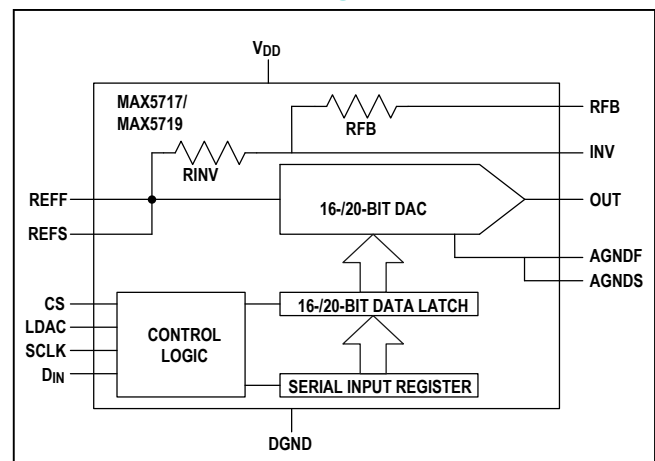 VDD
MAX5717/
MAX5719
RFB
RFB
INV
RINV
REFF
16-/20-BIT DAC
OUT
REFS
AGNDF
AGNDS
CS
16-/20-BIT DATA LATCH
LDAC
CONTROL
LOGIC
SCLK
DIN
SERIAL INPUT REGISTER
DGND